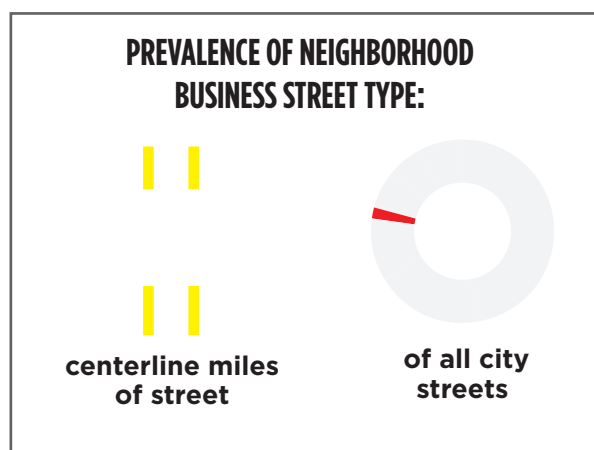 PREVALENCE OF NEIGHBORHOOD
BUSINESS STREET TYPE:
centerline miles
of street
of all city
streets